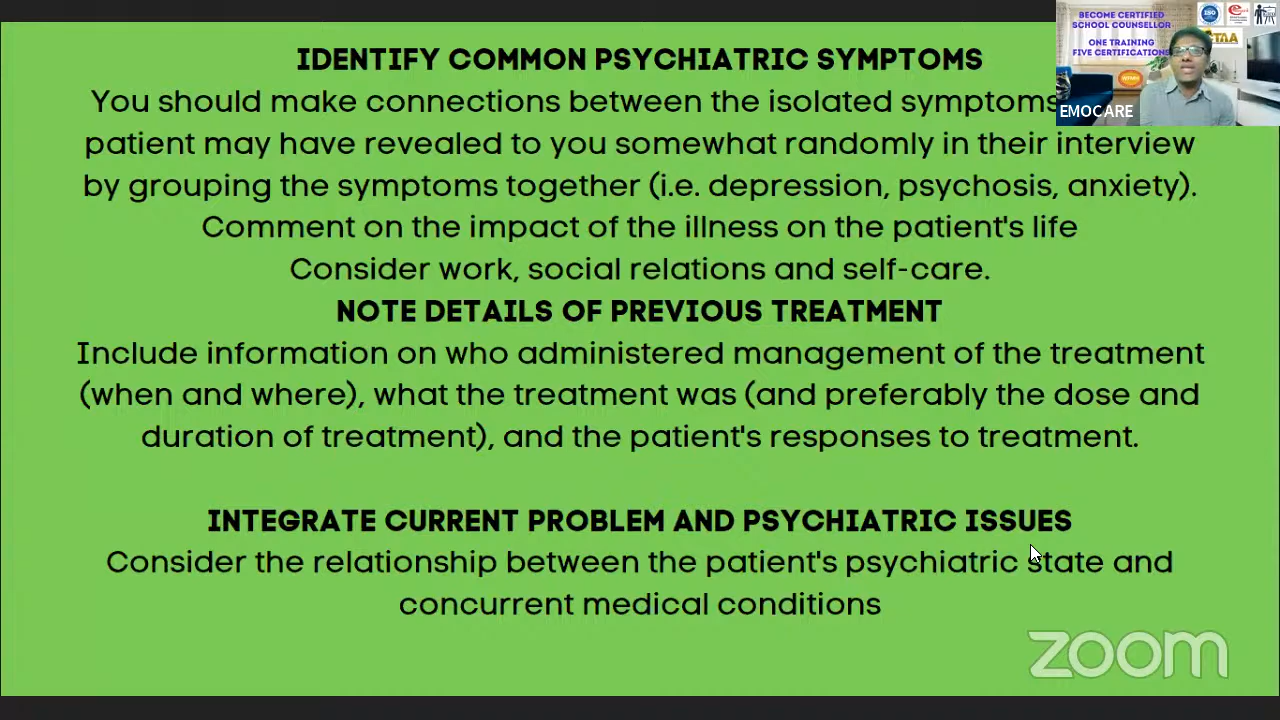 IDENTIFY COMMON PSYCHIATRIC SYMPTOMS
You should make connections between the isolated symptoms
patient may have revealed to you somewhat randomly in their interview
by grouping the symptoms together (i.e. depression, psychosis, anxiety).
Comment on the impact of the illness on the patient's life
Consider work, social relations and self-care.
NOTE DETAILS OF PREVIOUS TREATMENT
Include information on who administered management of the treatment
(when and where), what the treatment was (and preferably the dose and
duration of treatment), and the patient's responses to treatment.
INTEGRATE CURRENT PROBLEM AND PSYCHIATRIC ISSUES
Consider the relationship between the patient's psychiatric state and
concurrent medical conditions
BECOME CERTIFIED
SCHOOL COUNSELLOR
ONE TRAINING
FIVE CERTIFICATIONS
ISO
EMOCARE
zoom